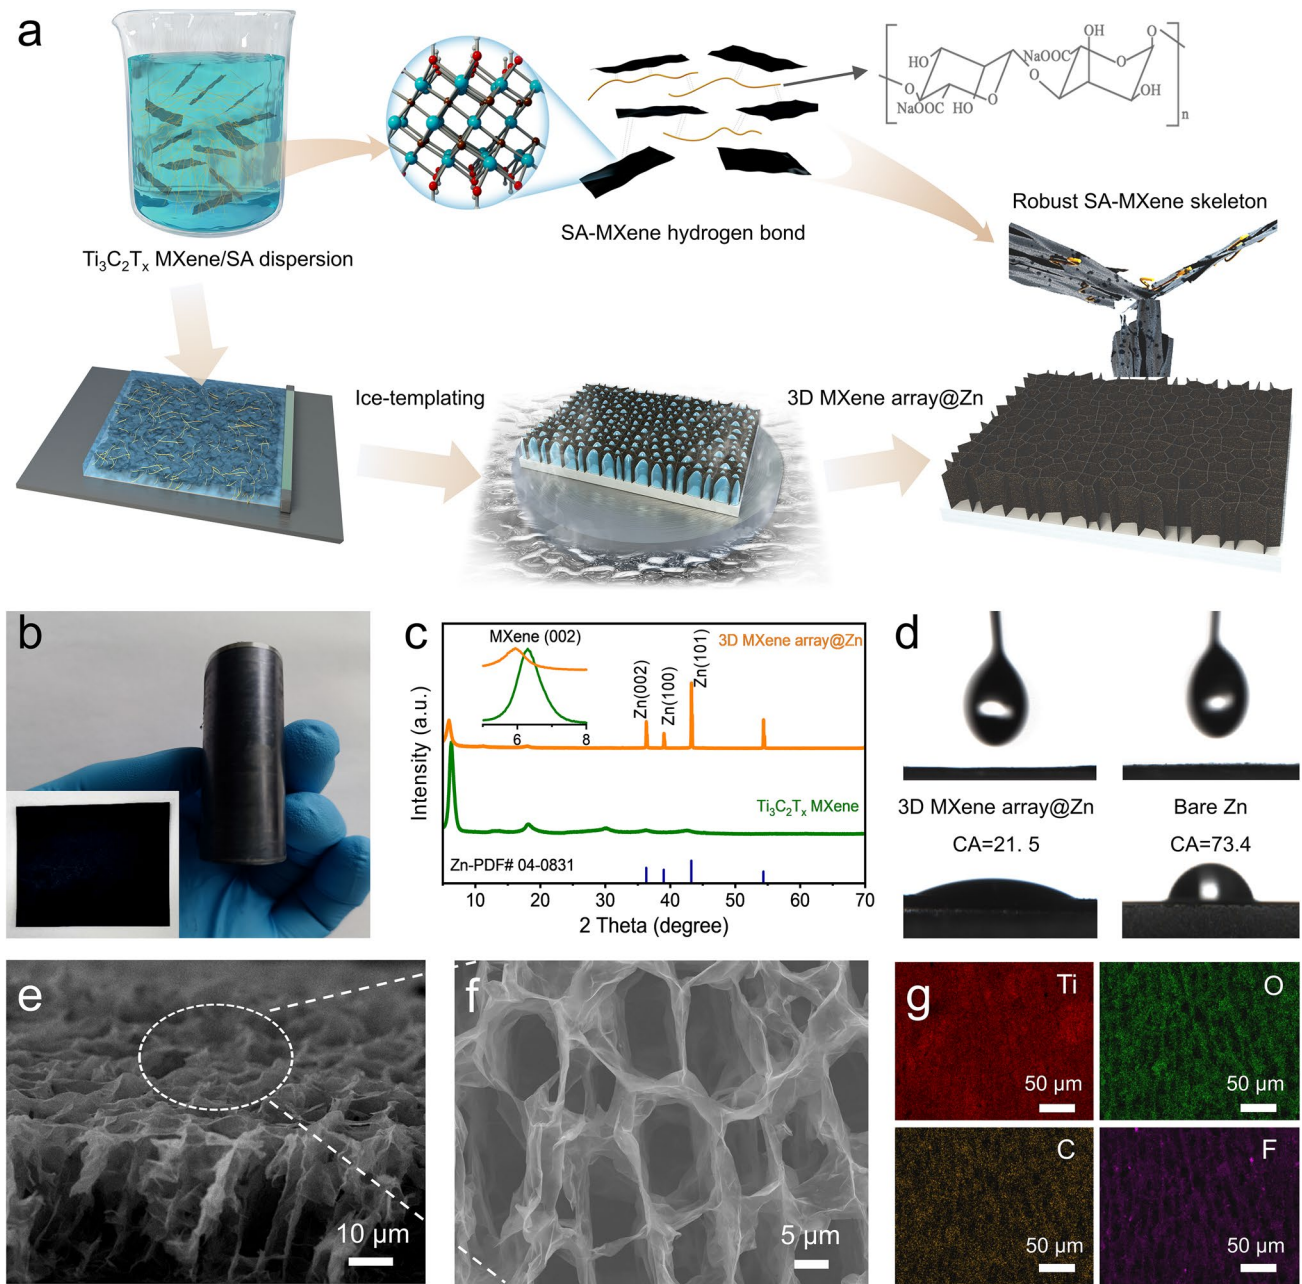 a
HO
NaOOC
HO
O
O
NaOOC
OH
O
OH
O
n
Ti₃C₂Tₓ MXene/SA dispersion
SA-MXene hydrogen bond
Robust SA-MXene skeleton
Ice-templating
3D MXene array@Zn
b
c
MXene (002)
6
8
3D MXene array@Zn
Zn(002)
Zn(100)
Zn(101)
Ti₃C₂Tₓ MXene
Zn-PDF# 04-0831
Intensity (a.u.)
10
20
30
40
50
60
70
2 Theta (degree)
d
3D MXene array@Zn
CA=21. 5
Bare Zn
CA=73.4
e
10 µm
f
5 µm
g
Ti
50 µm
O
50 µm
C
50 µm
F
50 µm